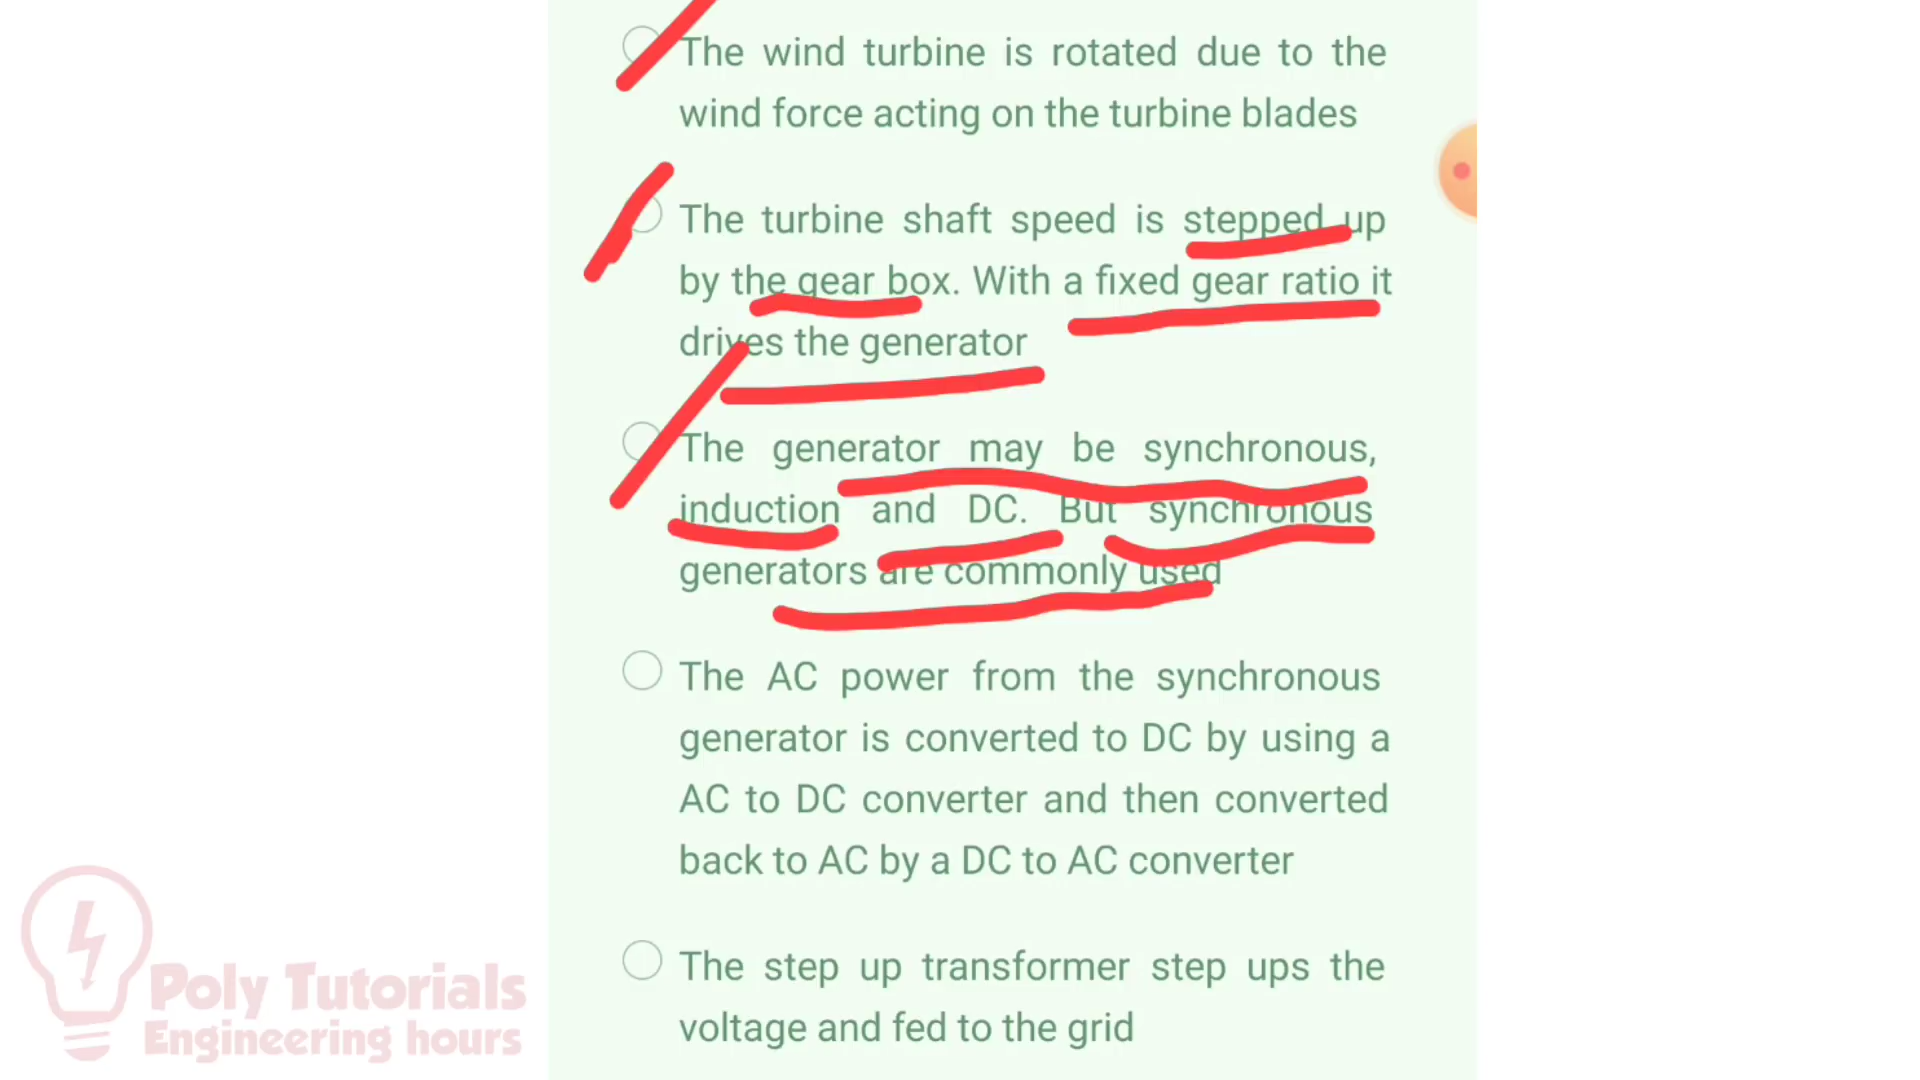 The wind turbine is rotated due to the
wind force acting on the turbine blades
The turbine shaft speed is stepped up
by the gear box. With a fixed gear ratio it
drives the generator
The generator may be synchronous,
induction and DC. But synchronous
generators are commonly used
The AC power from the synchronous
generator is converted to DC by using a
AC to DC converter and then converted
back to AC by a DC to AC converter
The step up transformer step ups the
voltage and fed to the grid
Poly Tutorials
Engineering hours